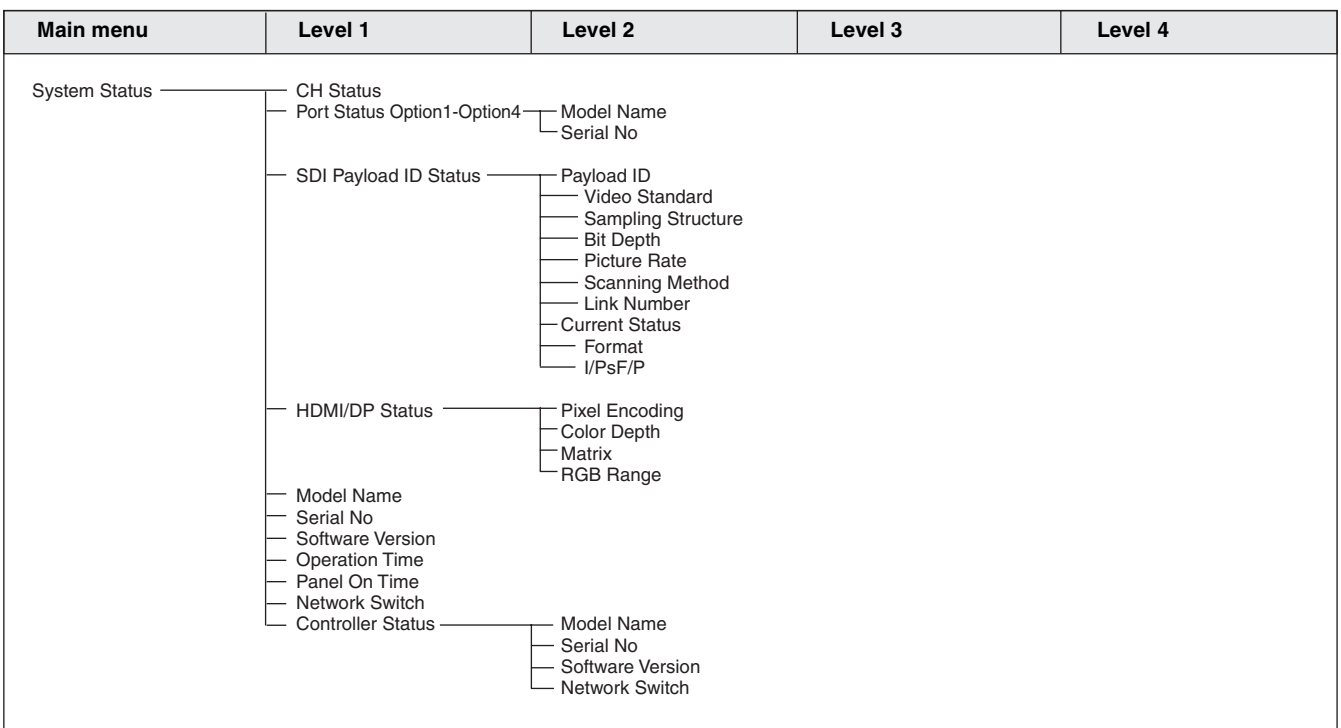 Main menu Level 1 Level 2 Level 3 Level 4
System Status CH Status
Port Status Option1-Option4 Model Name
Serial No
SDI Payload ID Status Payload ID
Video Standard
Sampling Structure
Bit Depth
Picture Rate
Scanning Method
Link Number
Current Status
Format
I/PsF/P
HDMI/DP Status Pixel Encoding
Color Depth
Matrix
RGB Range
Model Name
Serial No
Software Version
Operation Time
Panel On Time
Network Switch
Controller Status Model Name
Serial No
Software Version
Network Switch